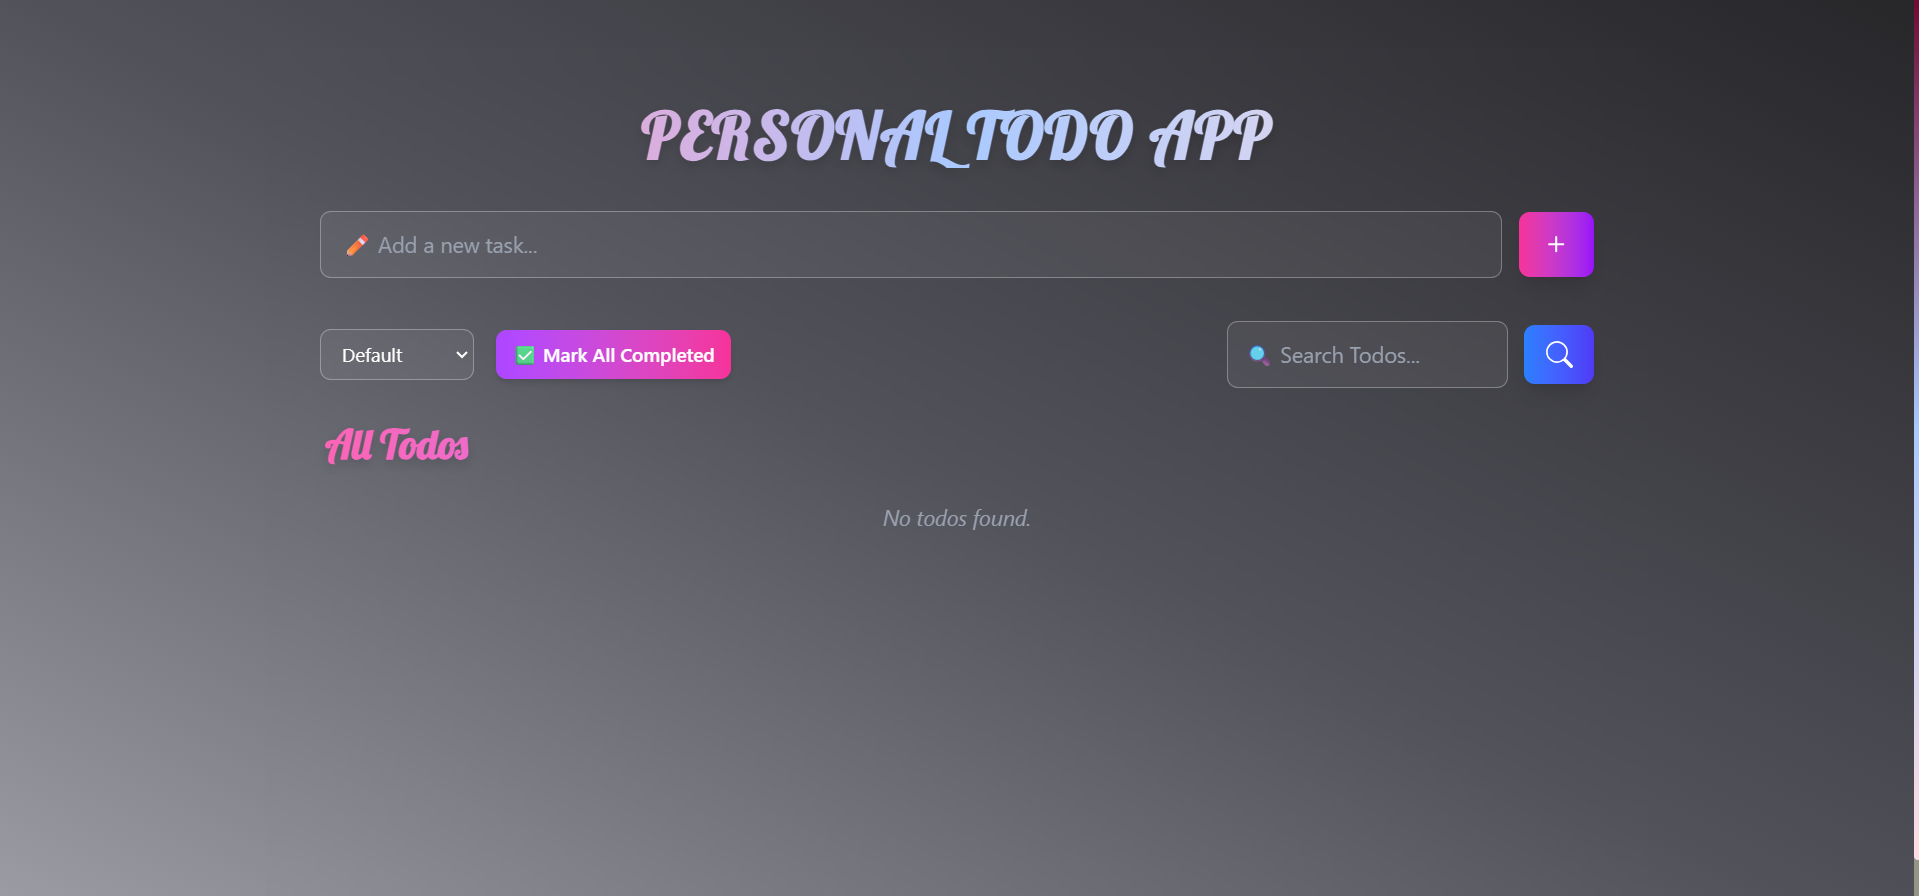 PERSONAL TODO APP
Add a new task...
+
Default
Mark All Completed
Search Todos...
All Todos
No todos found.